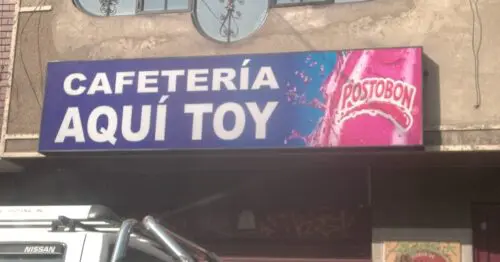 CAFETERÍA
AQUÍ TOY
POSTOBON
NISSAN